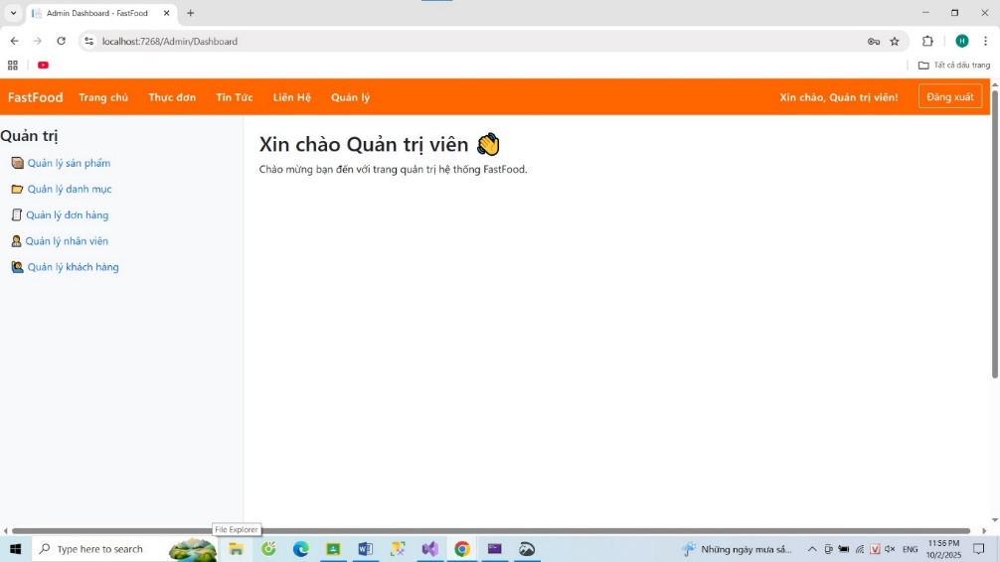 Admin Dashboard - FastFood
localhost:7268/Admin/Dashboard
Tất cả dấu trang
FastFood Trang chủ Thực đơn Tin Tức Liên Hệ Quản lý Xin chào, Quản trị viên! Đăng xuất
Quản trị
Quản lý sản phẩm
Quản lý danh mục
Quản lý đơn hàng
Quản lý nhân viên
Quản lý khách hàng
Xin chào Quản trị viên
Chào mừng bạn đến với trang quản trị hệ thống FastFood.
File Explorer
Type here to search
Những ngày mưa sắ...
ENG
11:56 PM
10/2/2025